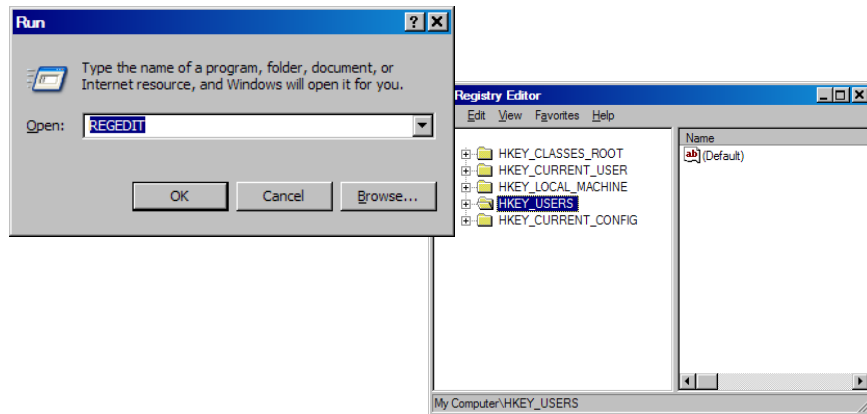 Run
Type the name of a program, folder, document, or
Internet resource, and Windows will open it for you.
Open: REGEDIT
OK Cancel Browse...
Registry Editor
Edit View Favorites Help
HKEY_CLASSES_ROOT
HKEY_CURRENT_USER
HKEY_LOCAL_MACHINE
HKEY_USERS
HKEY_CURRENT_CONFIG
Name
ab (Default)
My Computer\HKEY_USERS